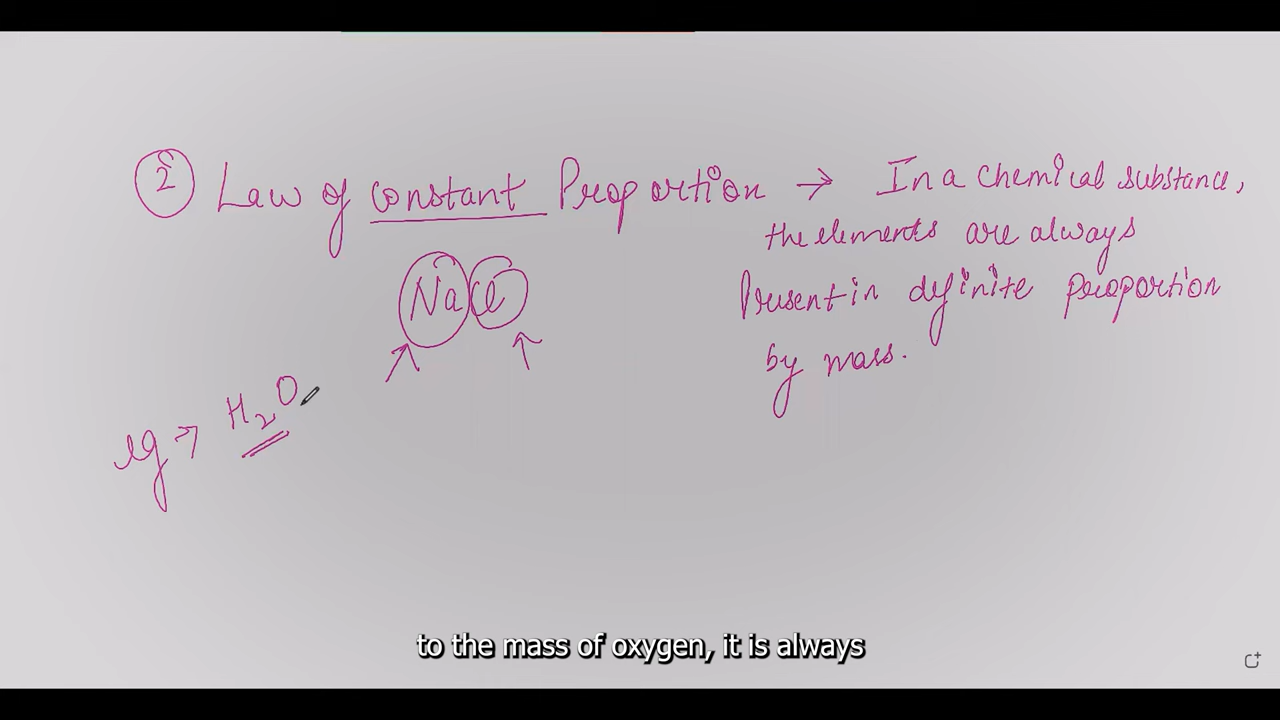 2 Law of constant Proportion → In a chemical substance,
the elements are always
Present in definite proportion
by mass.
NaCl
eg → H₂O
to the mass of oxygen, it is always